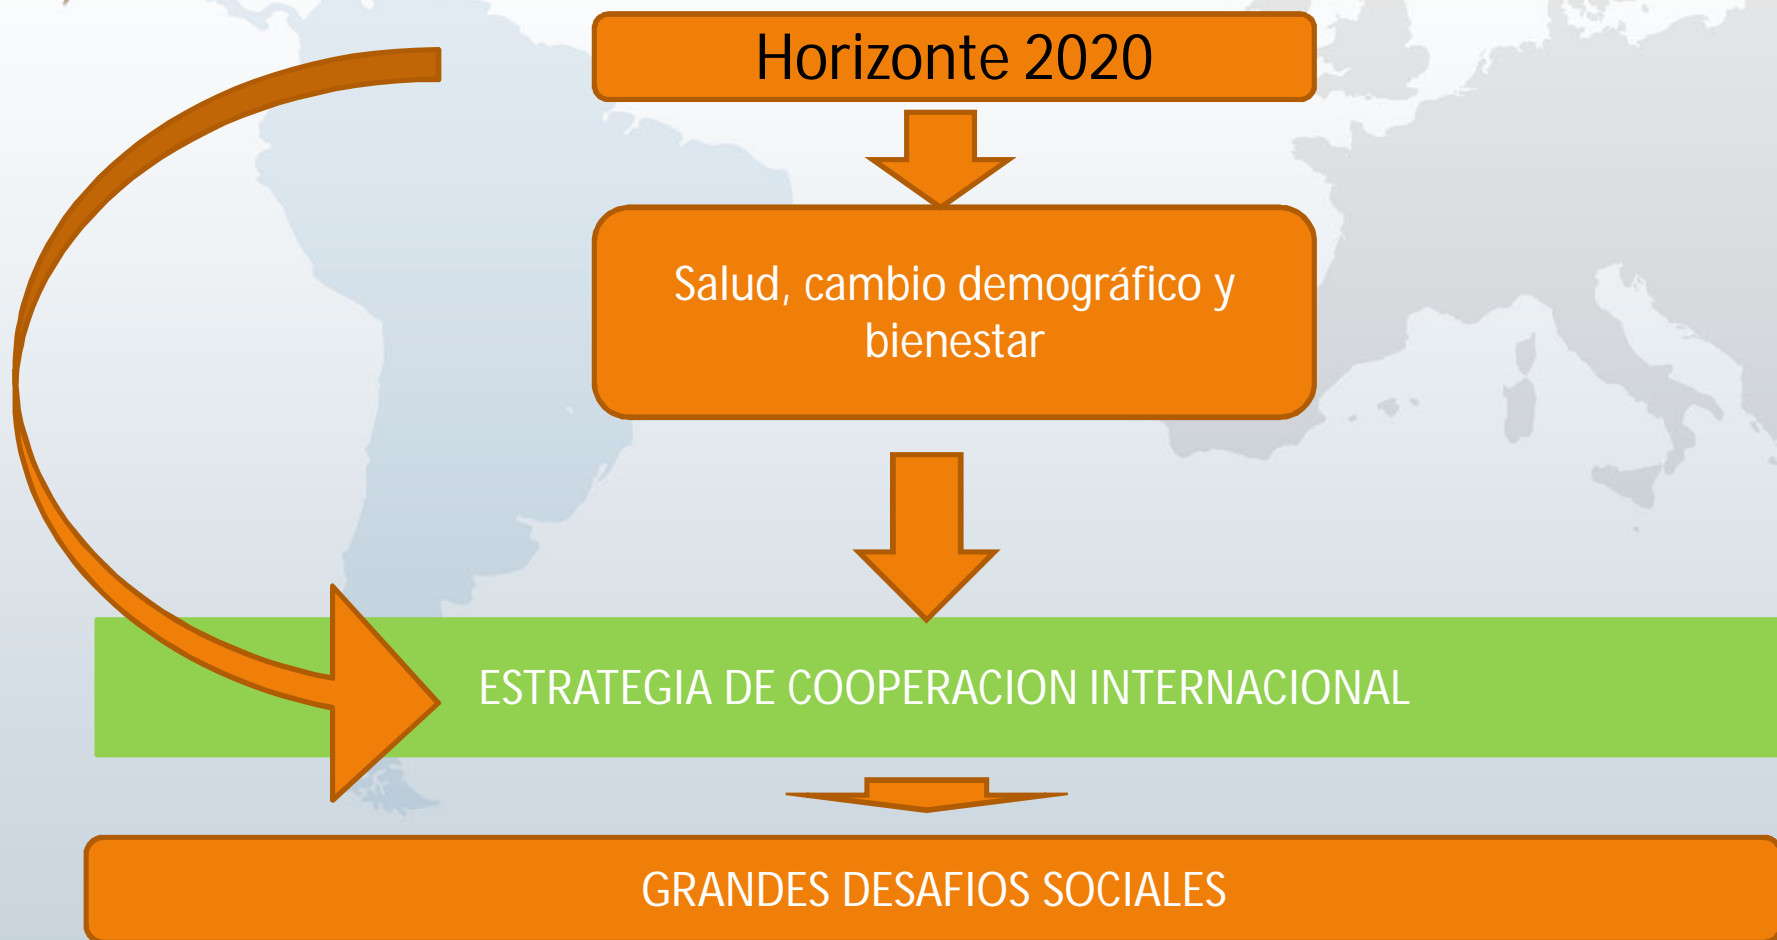 Horizonte 2020
Salud, cambio demográfico y
bienestar
ESTRATEGIA DE COOPERACION INTERNACIONAL
GRANDES DESAFIOS SOCIALES